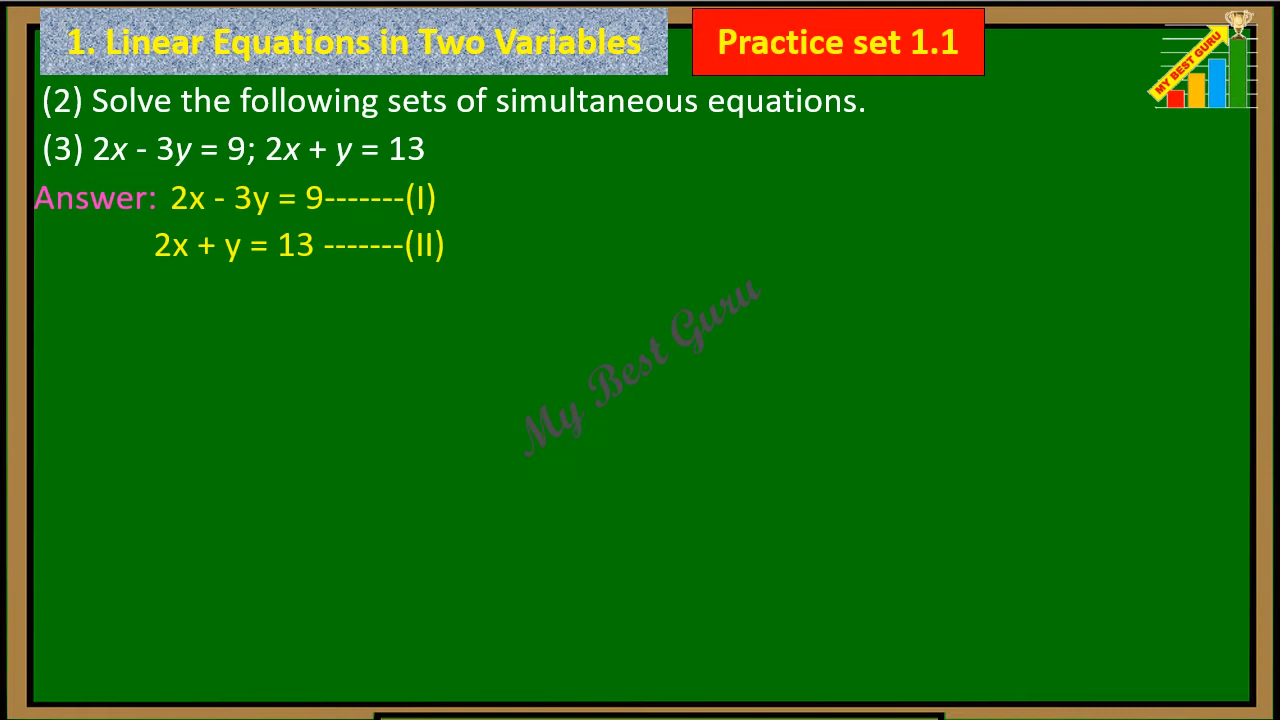 1. Linear Equations in Two Variables
Practice set 1.1
MY BEST GURU
(2) Solve the following sets of simultaneous equations.
(3) 2x - 3y = 9; 2x + y = 13
Answer: 2x - 3y = 9-------(I)
2x + y = 13 -------(II)
My Best Guru